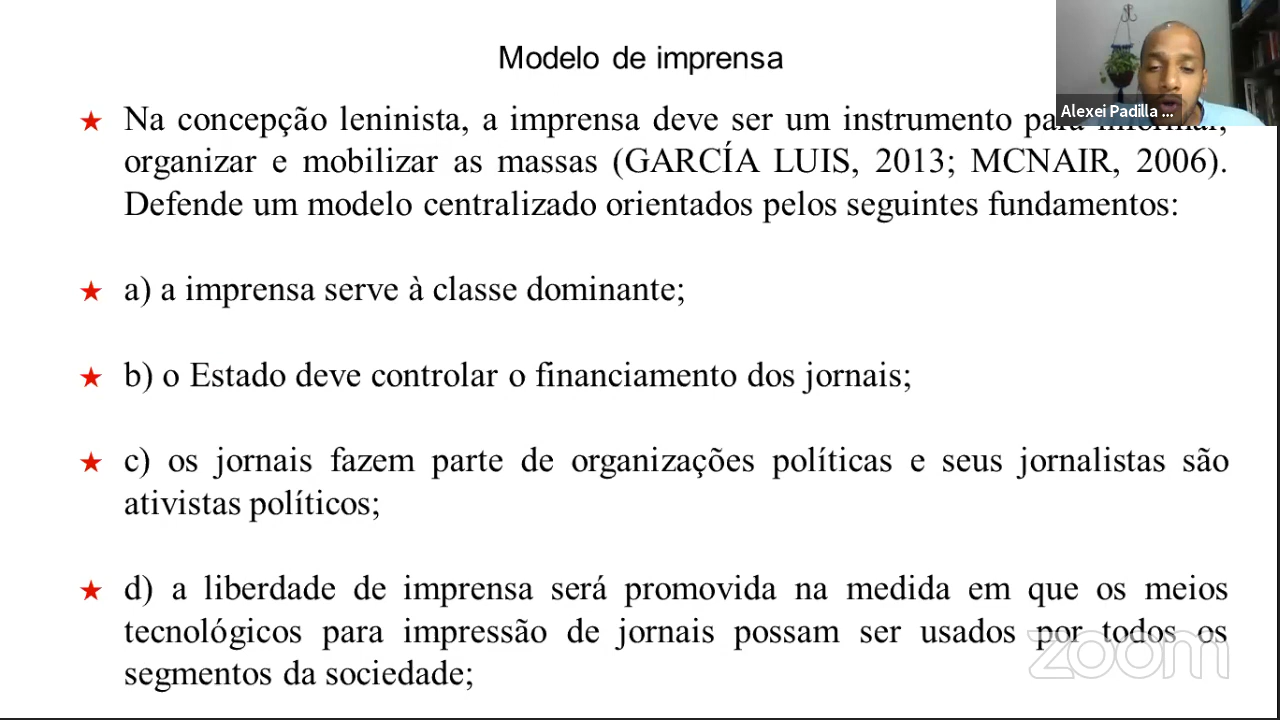 Modelo de imprensa
Alexei Padilla ...
★ Na concepção leninista, a imprensa deve ser um instrumento para informar,
organizar e mobilizar as massas (GARCÍA LUIS, 2013; MCNAIR, 2006).
Defende um modelo centralizado orientados pelos seguintes fundamentos:
★ a) a imprensa serve à classe dominante;
★ b) o Estado deve controlar o financiamento dos jornais;
★ c) os jornais fazem parte de organizações políticas e seus jornalistas são
ativistas políticos;
★ d) a liberdade de imprensa será promovida na medida em que os meios
tecnológicos para impressão de jornais possam ser usados por todos os
segmentos da sociedade;
zoom